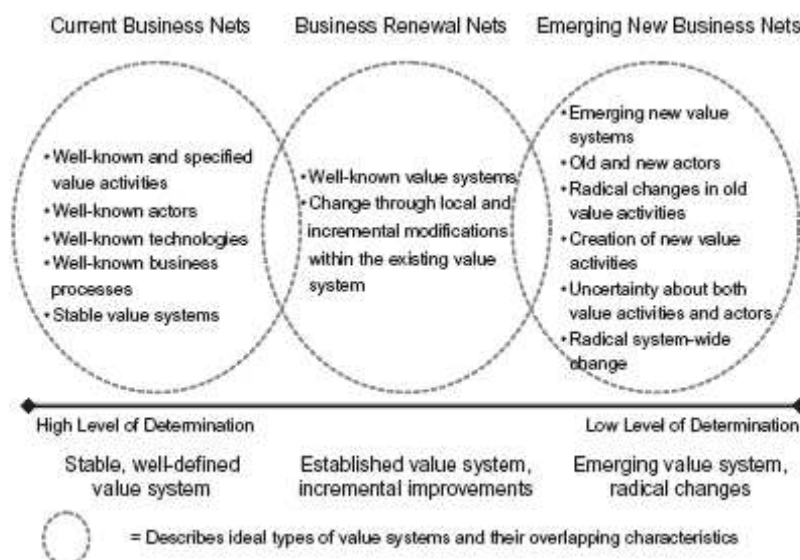 Current Business Nets
Business Renewal Nets
Emerging New Business Nets
•Well-known and specified
value activities
•Well-known actors
•Well-known technologies
•Well-known business
processes
•Stable value systems
•Well-known value systems
•Change through local and
incremental modifications
within the existing value
system
•Emerging new value
systems
•Old and new actors
•Radical changes in old
value activities
•Creation of new value
activities
•Uncertainty about both
value activities and actors
•Radical system-wide
change
High Level of Determination
Low Level of Determination
Stable, well-defined
value system
Established value system,
incremental improvements
Emerging value system,
radical changes
= Describes ideal types of value systems and their overlapping characteristics